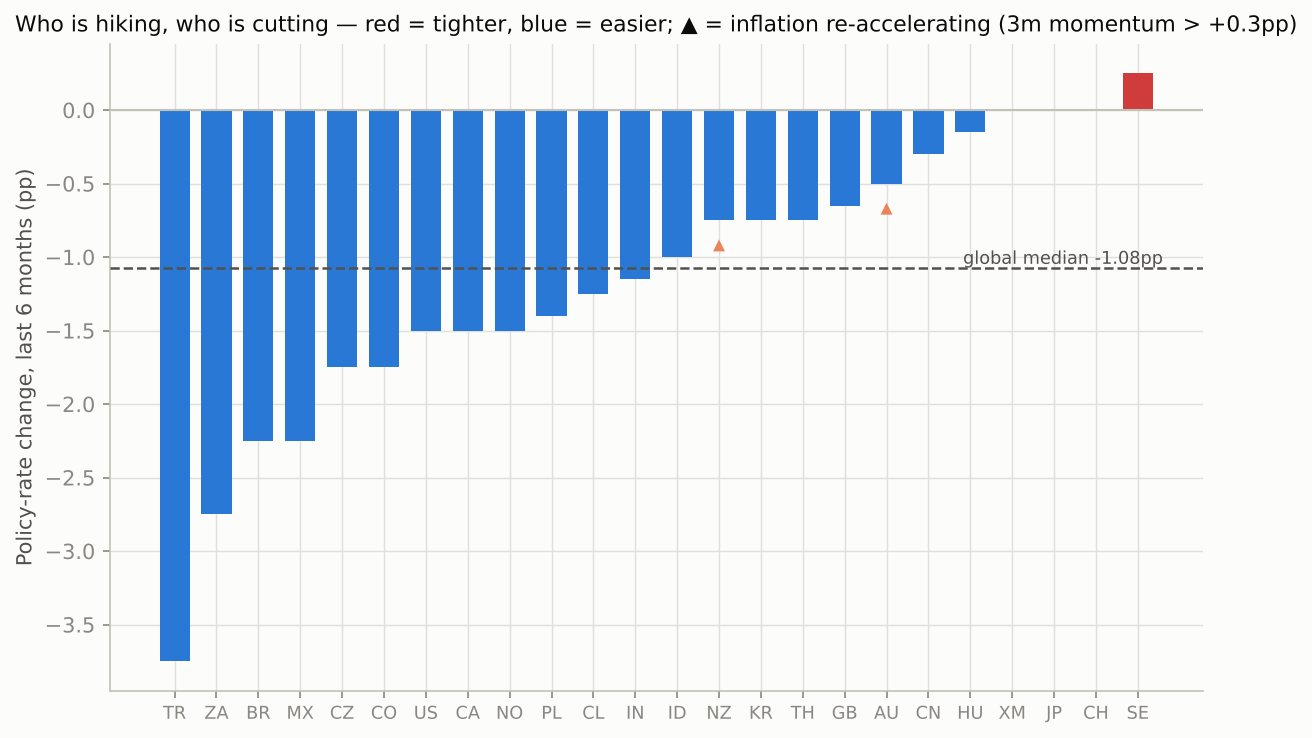 Who is hiking, who is cutting — red = tighter, blue = easier; ▲ = inflation re-accelerating (3m momentum > +0.3pp)
Policy-rate change, last 6 months (pp)
0.0
−0.5
−1.0
−1.5
−2.0
−2.5
−3.0
−3.5
global median -1.08pp
TR ZA BR MX CZ CO US CA NO PL CL IN ID NZ KR TH GB AU CN HU XM JP CH SE